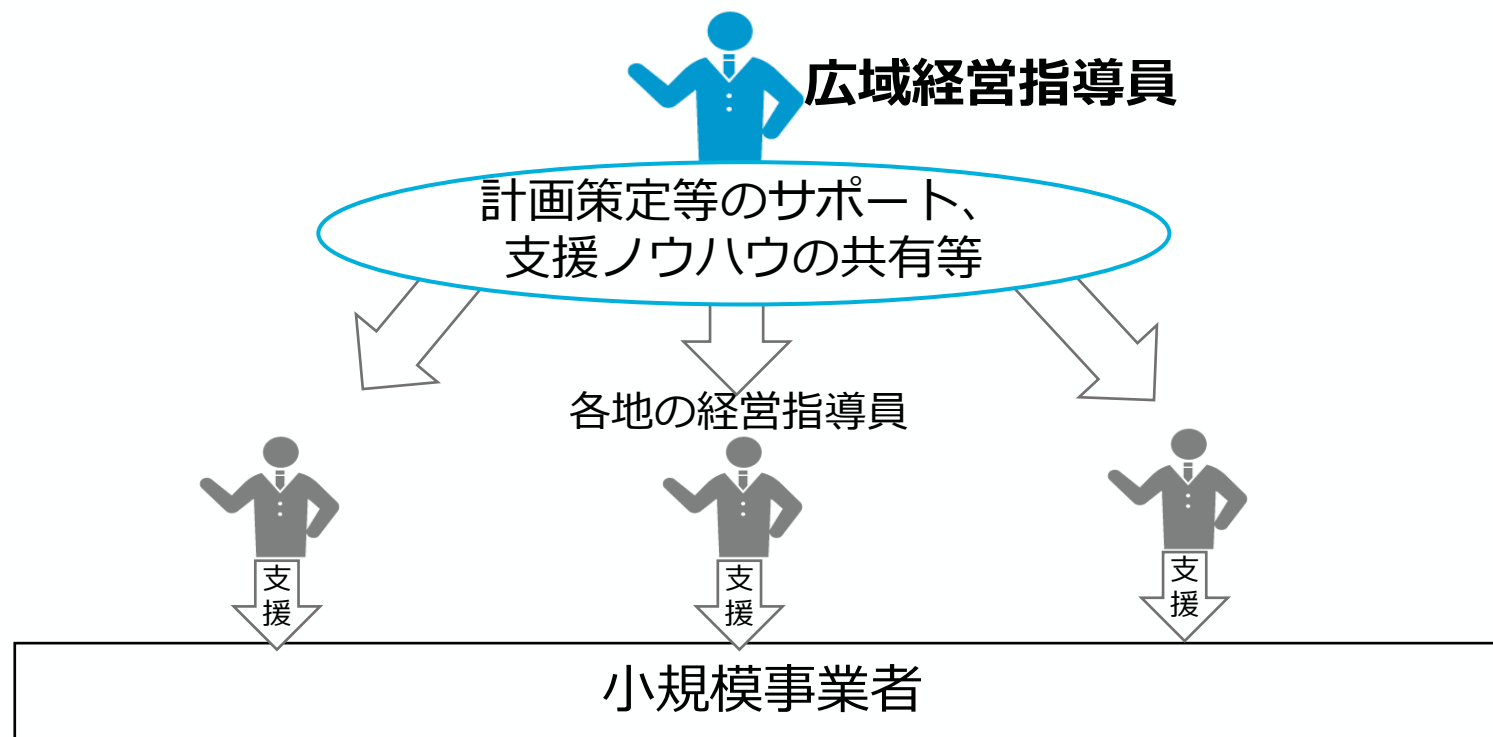 広域経営指導員
計画策定等のサポート、
支援ノウハウの共有等
各地の経営指導員
支援
支援
支援
小規模事業者